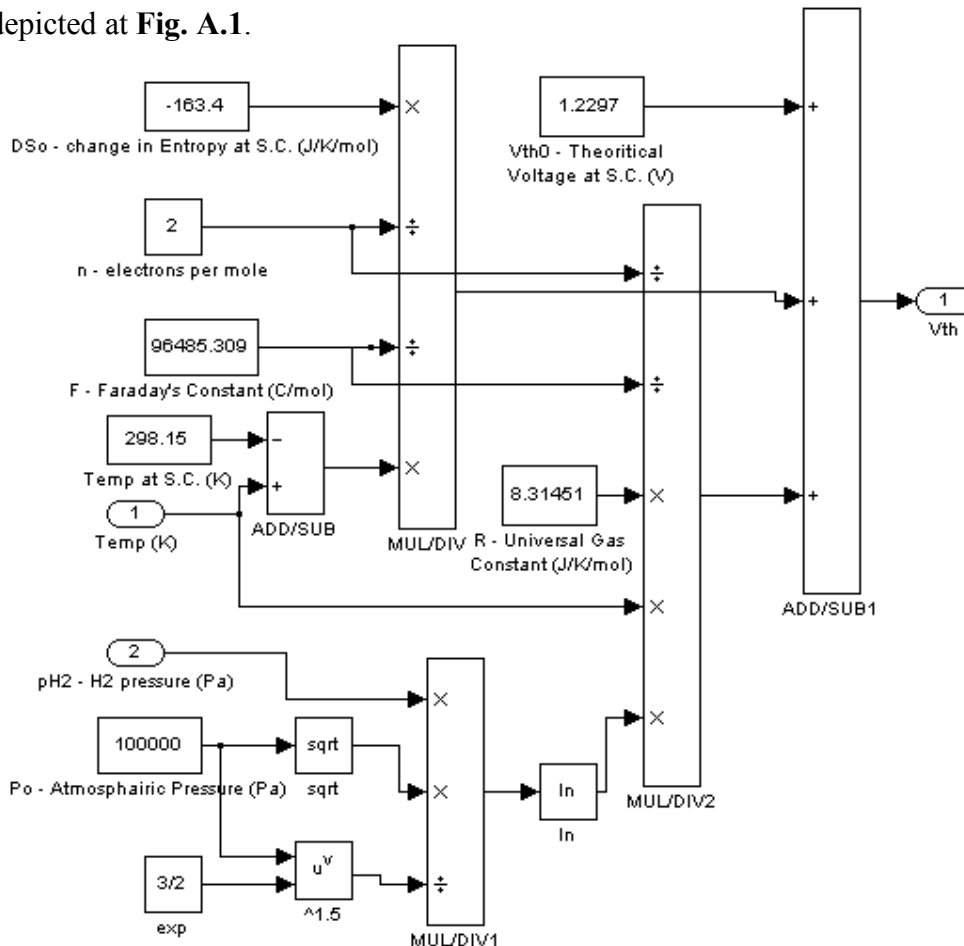 depicted at Fig. A.1.
-163.4
×
DSo - change in Entropy at S.C. (J/K/mol)
1.2297
+
Vth0 - Theoritical
Voltage at S.C. (V)
2
÷
n - electrons per mole
÷
+
1
Vth
96485.309
÷
F - Faraday's Constant (C/mol)
÷
298.15
−
Temp at S.C. (K)
+
×
ADD/SUB
1
Temp (K)
MUL/DIV
8.31451
×
+
R - Universal Gas
Constant (J/K/mol)
×
ADD/SUB1
2
pH2 - H2 pressure (Pa)
×
×
100000
sqrt
×
Po - Atmosphairic Pressure (Pa)
sqrt
ln
ln
MUL/DIV2
3/2
exp
u^v
^1.5
÷
MUL/DIV1